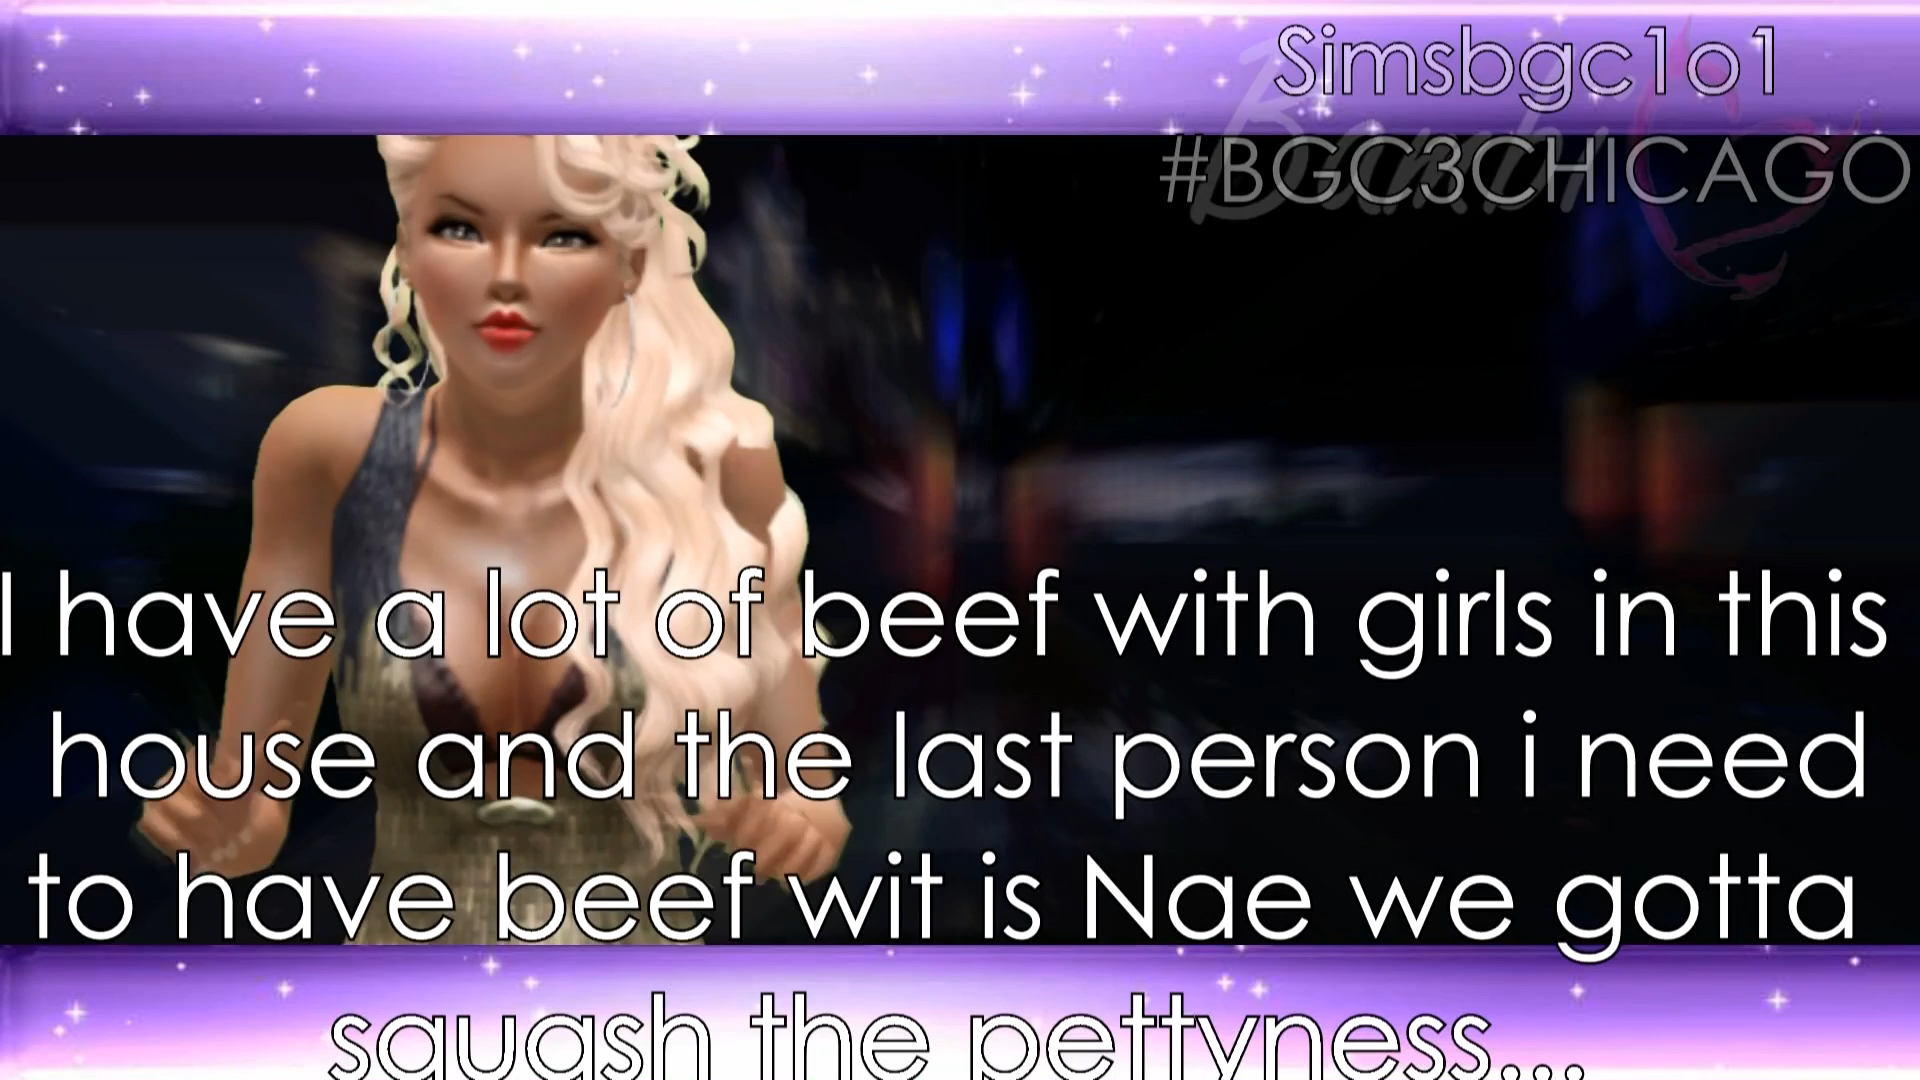 Simsbgc1o1
Bambi
#BGC3CHICAGO
I have a lot of beef with girls in this
house and the last person i need
to have beef wit is Nae we gotta
squash the pettyness...